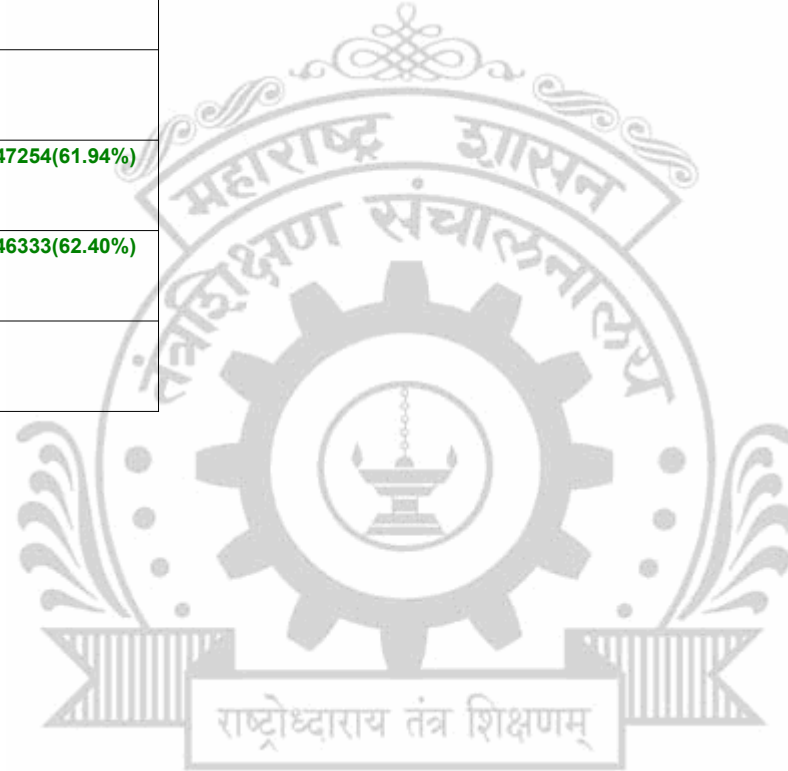 47254(61.94%)
46333(62.40%)
महाराष्ट्र शासन
तंत्रशिक्षण संचालनालय
राष्ट्रोध्दाराय तंत्र शिक्षणम्